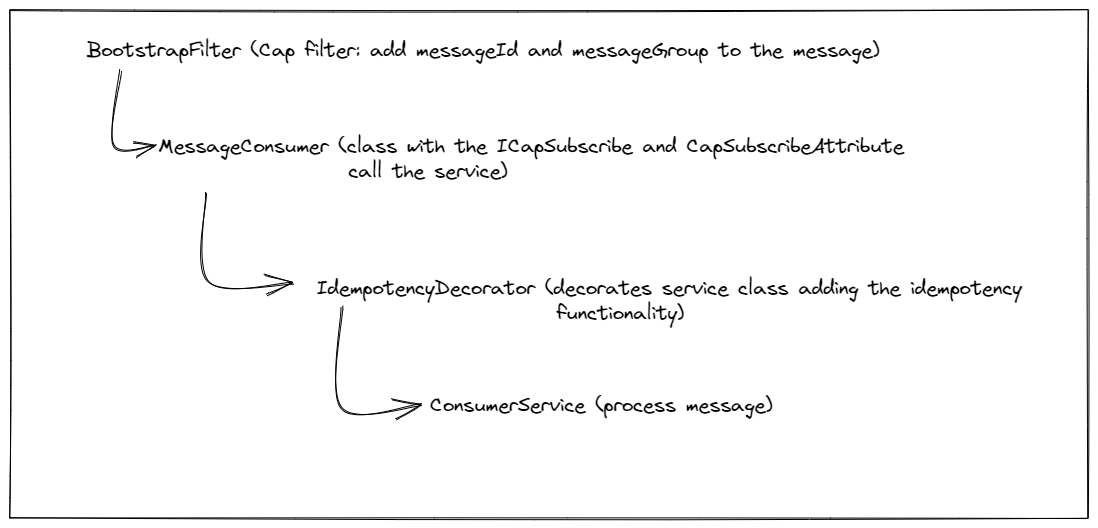 BootstrapFilter (Cap filter: add messageId and messageGroup to the message)
MessageConsumer (class with the ICapSubscribe and CapSubscribeAttribute
call the service)
IdempotencyDecorator (decorates service class adding the idempotency
functionality)
ConsumerService (process message)